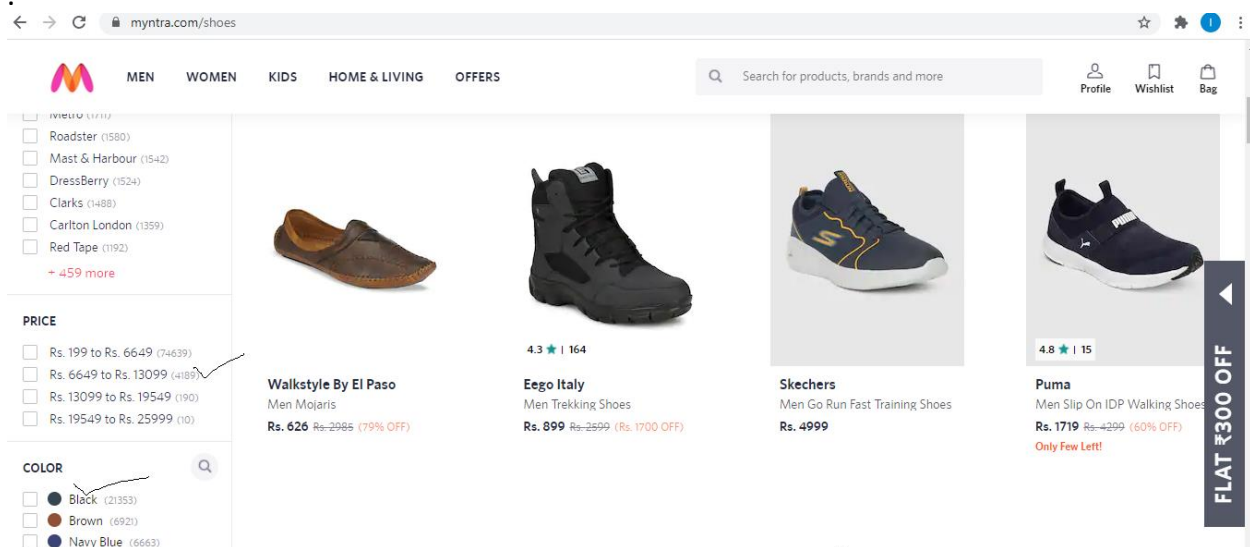 myntra.com/shoes
I
MEN WOMEN KIDS HOME & LIVING OFFERS
Search for products, brands and more
Profile Wishlist Bag
Metro (1711)
Roadster (1580)
Mast & Harbour (1542)
DressBerry (1524)
Clarks (1488)
Carlton London (1359)
Red Tape (1192)
+ 459 more
PRICE
Rs. 199 to Rs. 6649 (74639)
Rs. 6649 to Rs. 13099 (4189)
Rs. 13099 to Rs. 19549 (190)
Rs. 19549 to Rs. 25999 (10)
COLOR
Black (21353)
Brown (6921)
Navy Blue (6663)
4.3 ★ | 164
4.8 ★ | 15
Walkstyle By El Paso
Men Mojaris
Rs. 626 Rs. 2985 (79% OFF)
Eego Italy
Men Trekking Shoes
Rs. 899 Rs. 2599 (Rs. 1700 OFF)
Skechers
Men Go Run Fast Training Shoes
Rs. 4999
Puma
Men Slip On IDP Walking Shoes
Rs. 1719 Rs. 4299 (60% OFF)
Only Few Left!
PUMA
FLAT ₹300 OFF